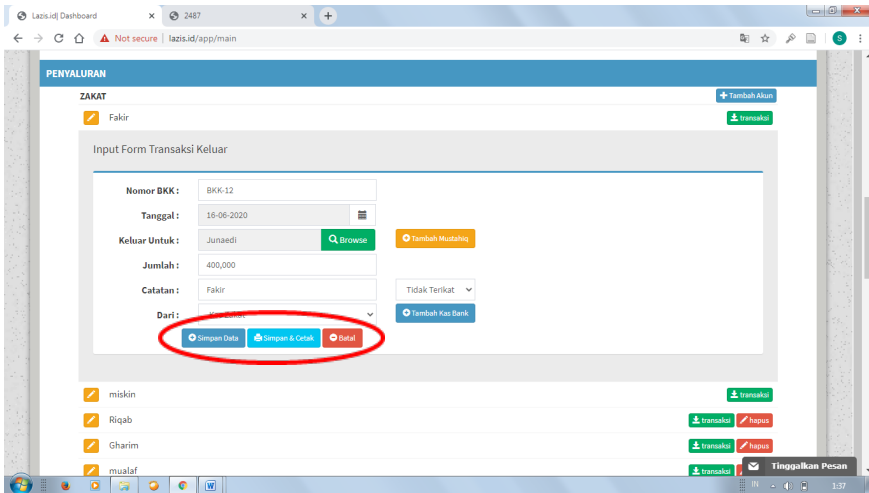 Lazis.id| Dashboard
2487
Not secure | lazis.id/app/main
S
PENYALURAN
ZAKAT
Tambah Akun
Fakir
transaksi
Input Form Transaksi Keluar
Nomor BKK : BKK-12
Tanggal : 16-06-2020
Keluar Untuk : Junaedi Browse Tambah Mustahiq
Jumlah : 400,000
Catatan : Fakir Tidak Terikat
Dari : Tambah Kas Bank
Simpan Data Simpan & Cetak Batal
miskin transaksi
Riqab transaksi hapus
Gharim transaksi hapus
mualaf transaksi
Tinggalkan Pesan
IN 1:37